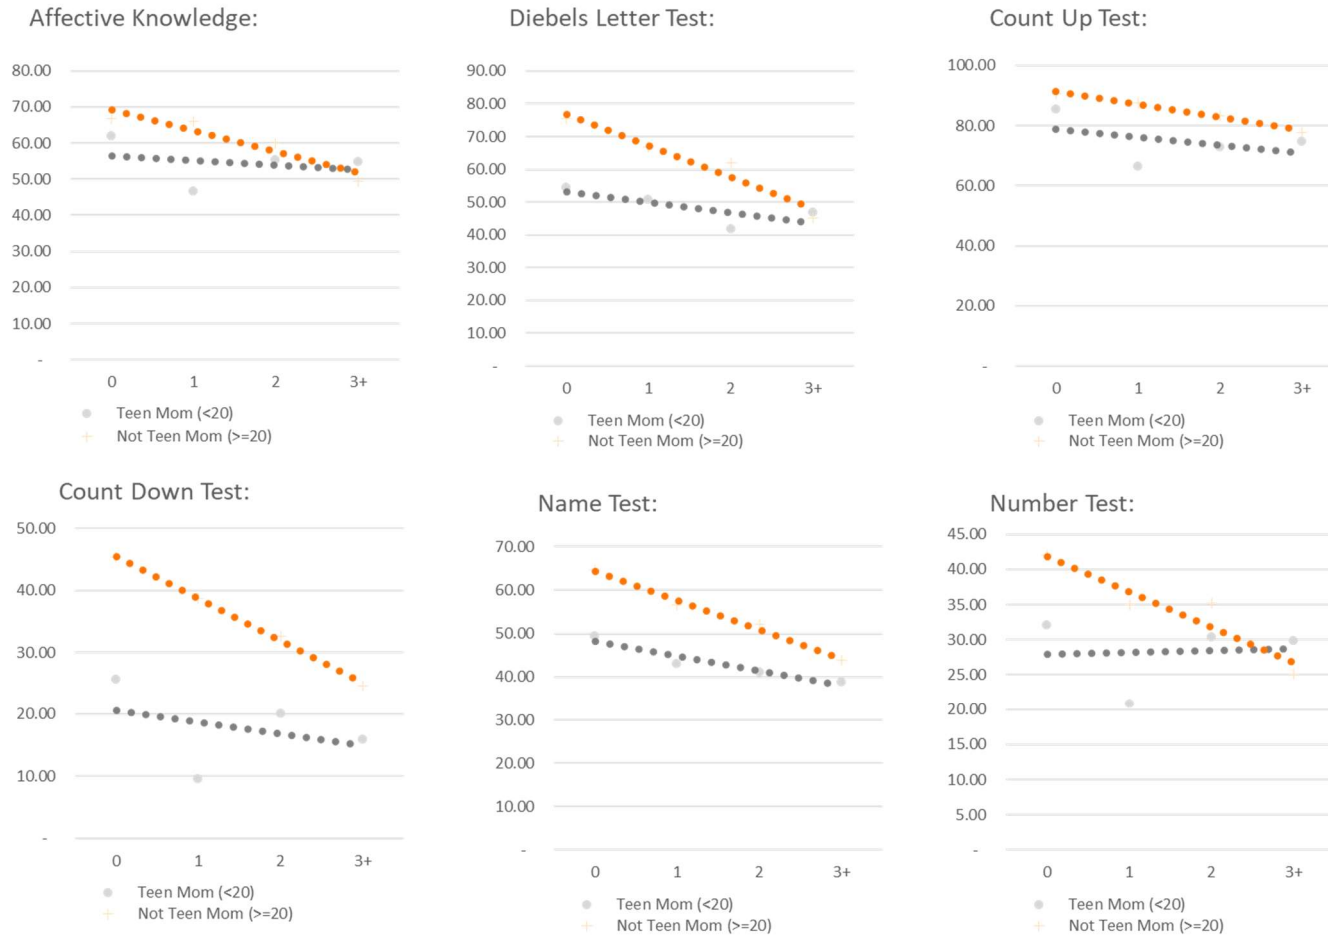 Affective Knowledge:
80.00
70.00
60.00
50.00
40.00
30.00
20.00
10.00
-
0 1 2 3+
Teen Mom (<20)
Not Teen Mom (>=20)
Diebels Letter Test:
90.00
80.00
70.00
60.00
50.00
40.00
30.00
20.00
10.00
-
0 1 2 3+
Teen Mom (<20)
Not Teen Mom (>=20)
Count Up Test:
100.00
80.00
60.00
40.00
20.00
-
0 1 2 3+
Teen Mom (<20)
Not Teen Mom (>=20)
Count Down Test:
50.00
40.00
30.00
20.00
10.00
-
0 1 2 3+
Teen Mom (<20)
Not Teen Mom (>=20)
Name Test:
70.00
60.00
50.00
40.00
30.00
20.00
10.00
-
0 1 2 3+
Teen Mom (<20)
Not Teen Mom (>=20)
Number Test:
45.00
40.00
35.00
30.00
25.00
20.00
15.00
10.00
5.00
-
0 1 2 3+
Teen Mom (<20)
Not Teen Mom (>=20)